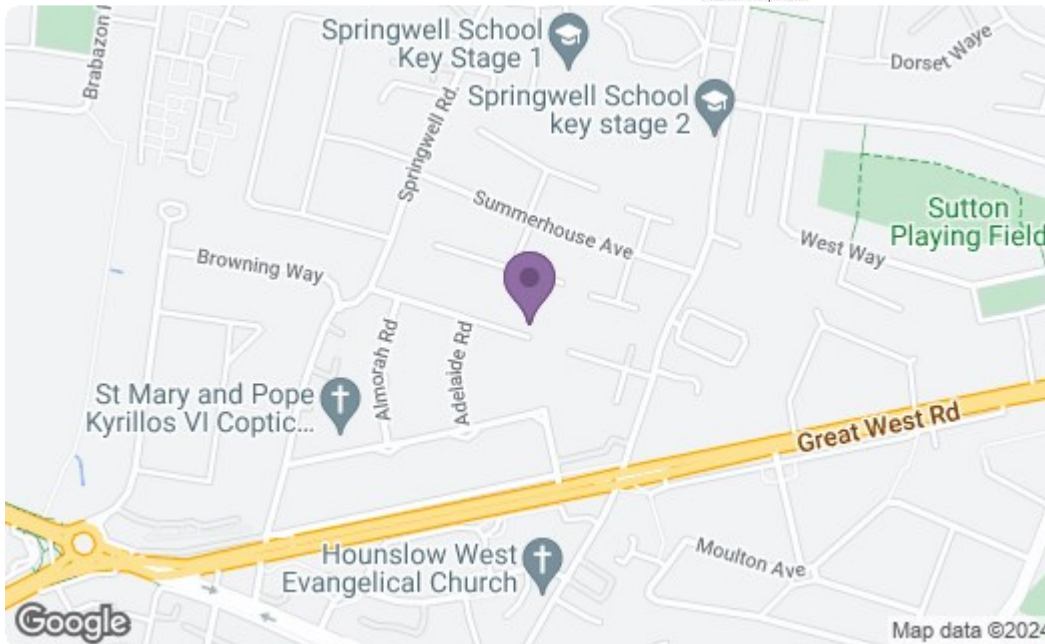 Springwell School
Key Stage 1
Springwell School
key stage 2
Dorset Waye
Springwell Rd
Summerhouse Ave
Sutton
Playing Field
West Way
Browning Way
Almorah Rd
Adelaide Rd
St Mary and Pope
Kyrillos VI Coptic...
Great West Rd
Hounslow West
Evangelical Church
Moulton Ave
Google
Map data ©2024